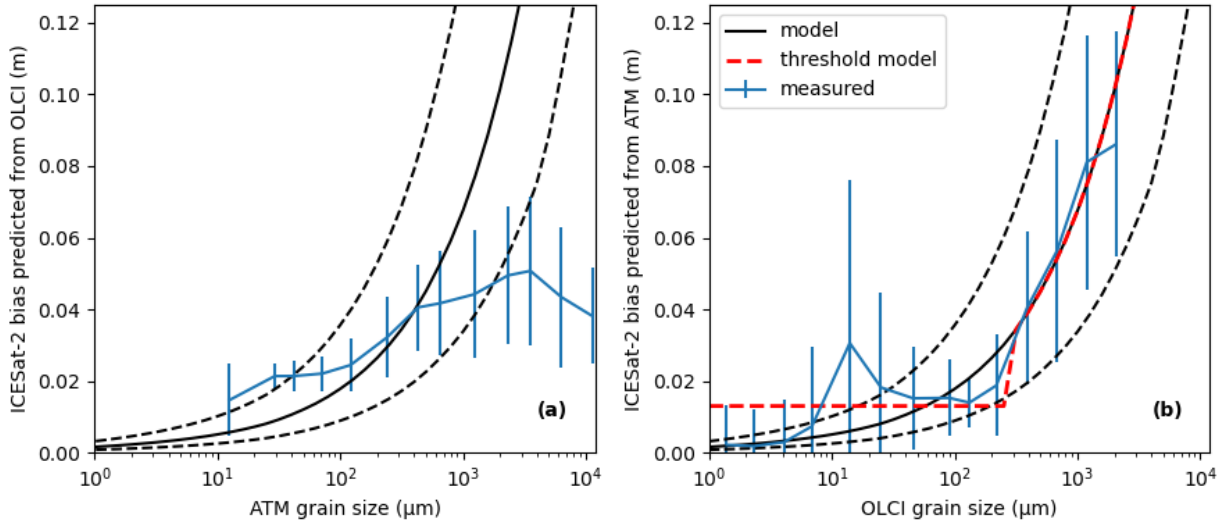 0.12
0.10
0.08
0.06
0.04
0.02
0.00
ICESat-2 bias predicted from OLCI (m)
10⁰
10¹
10²
10³
10⁴
ATM grain size (μm)
(a)
0.12
0.10
0.08
0.06
0.04
0.02
0.00
ICESat-2 bias predicted from ATM (m)
model
threshold model
measured
10⁰
10¹
10²
10³
10⁴
OLCI grain size (μm)
(b)